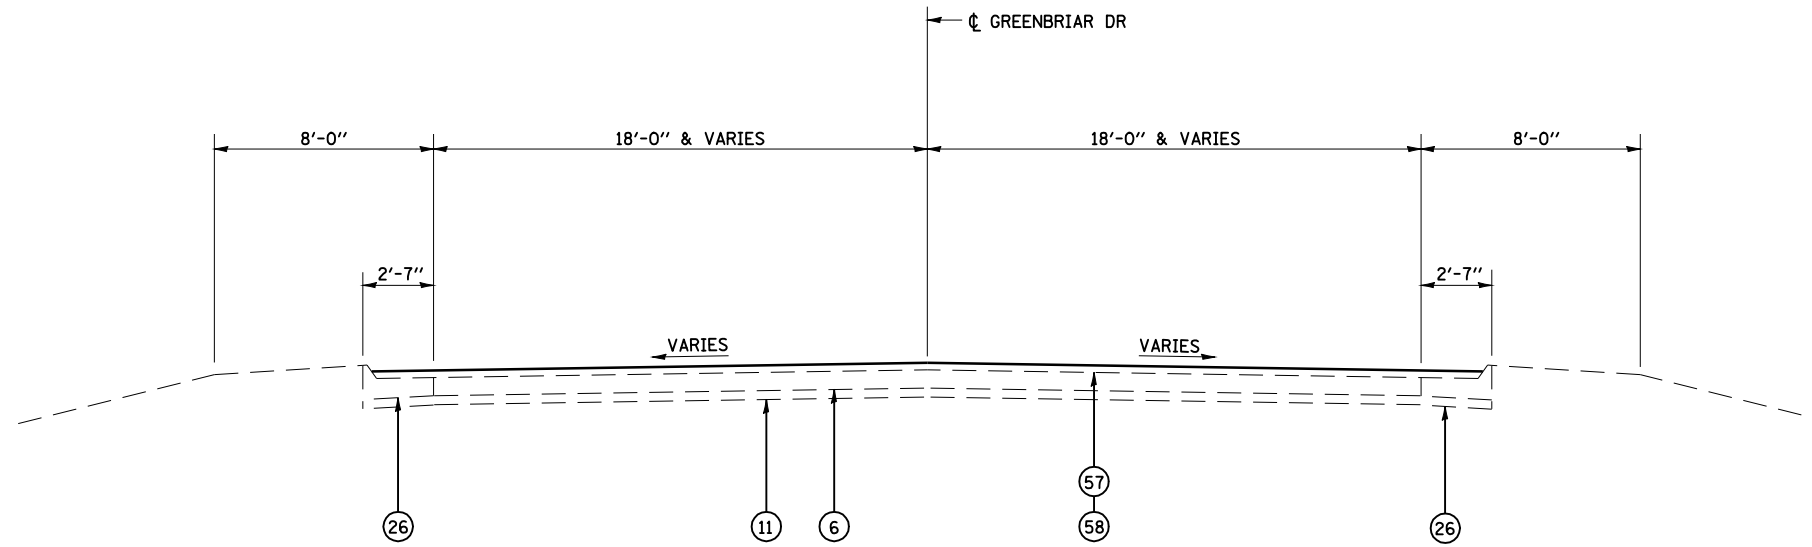 ℄ GREENBRIAR DR
8'-0" 18'-0" & VARIES 18'-0" & VARIES 8'-0"
2'-7" 2'-7"
VARIES VARIES
57
26 11 6 58 26